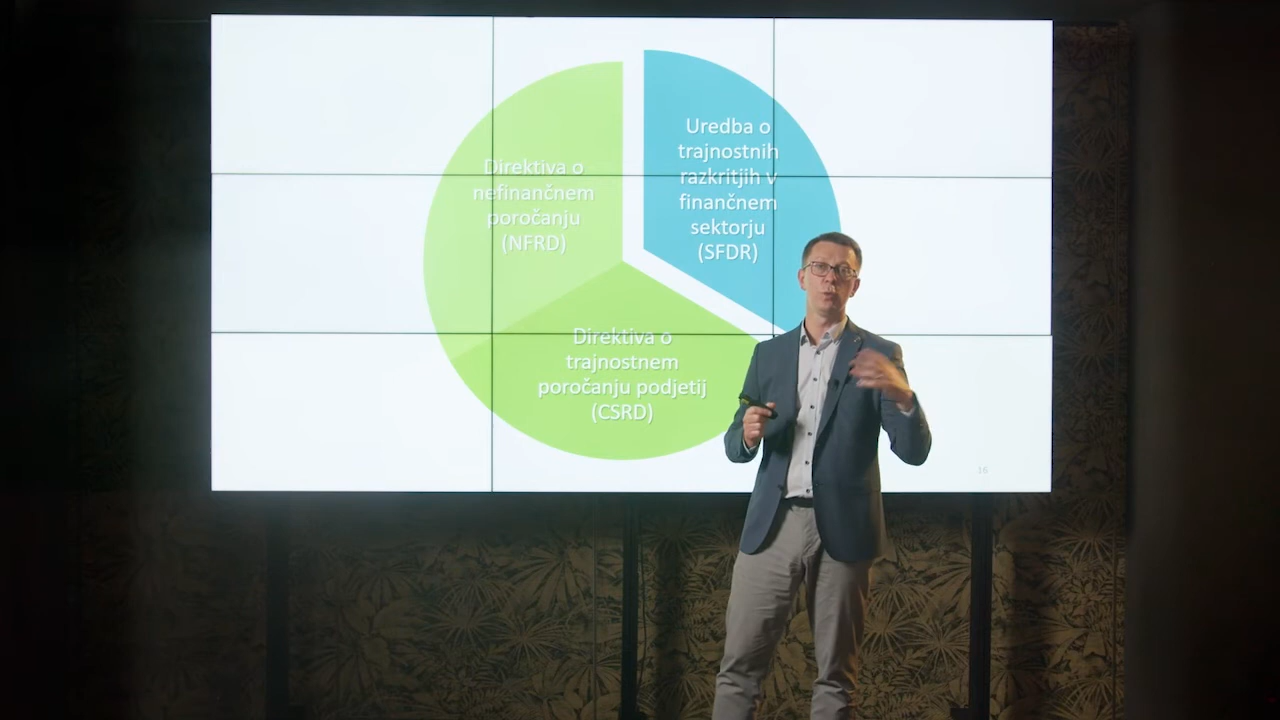 Direktiva o
nefinančnem
poročanju
(NFRD)
Uredba o
trajnostnih
razkritjih v
finančnem
sektorju
(SFDR)
Direktiva o
trajnostnem
poročanju podjetij
(CSRD)
16